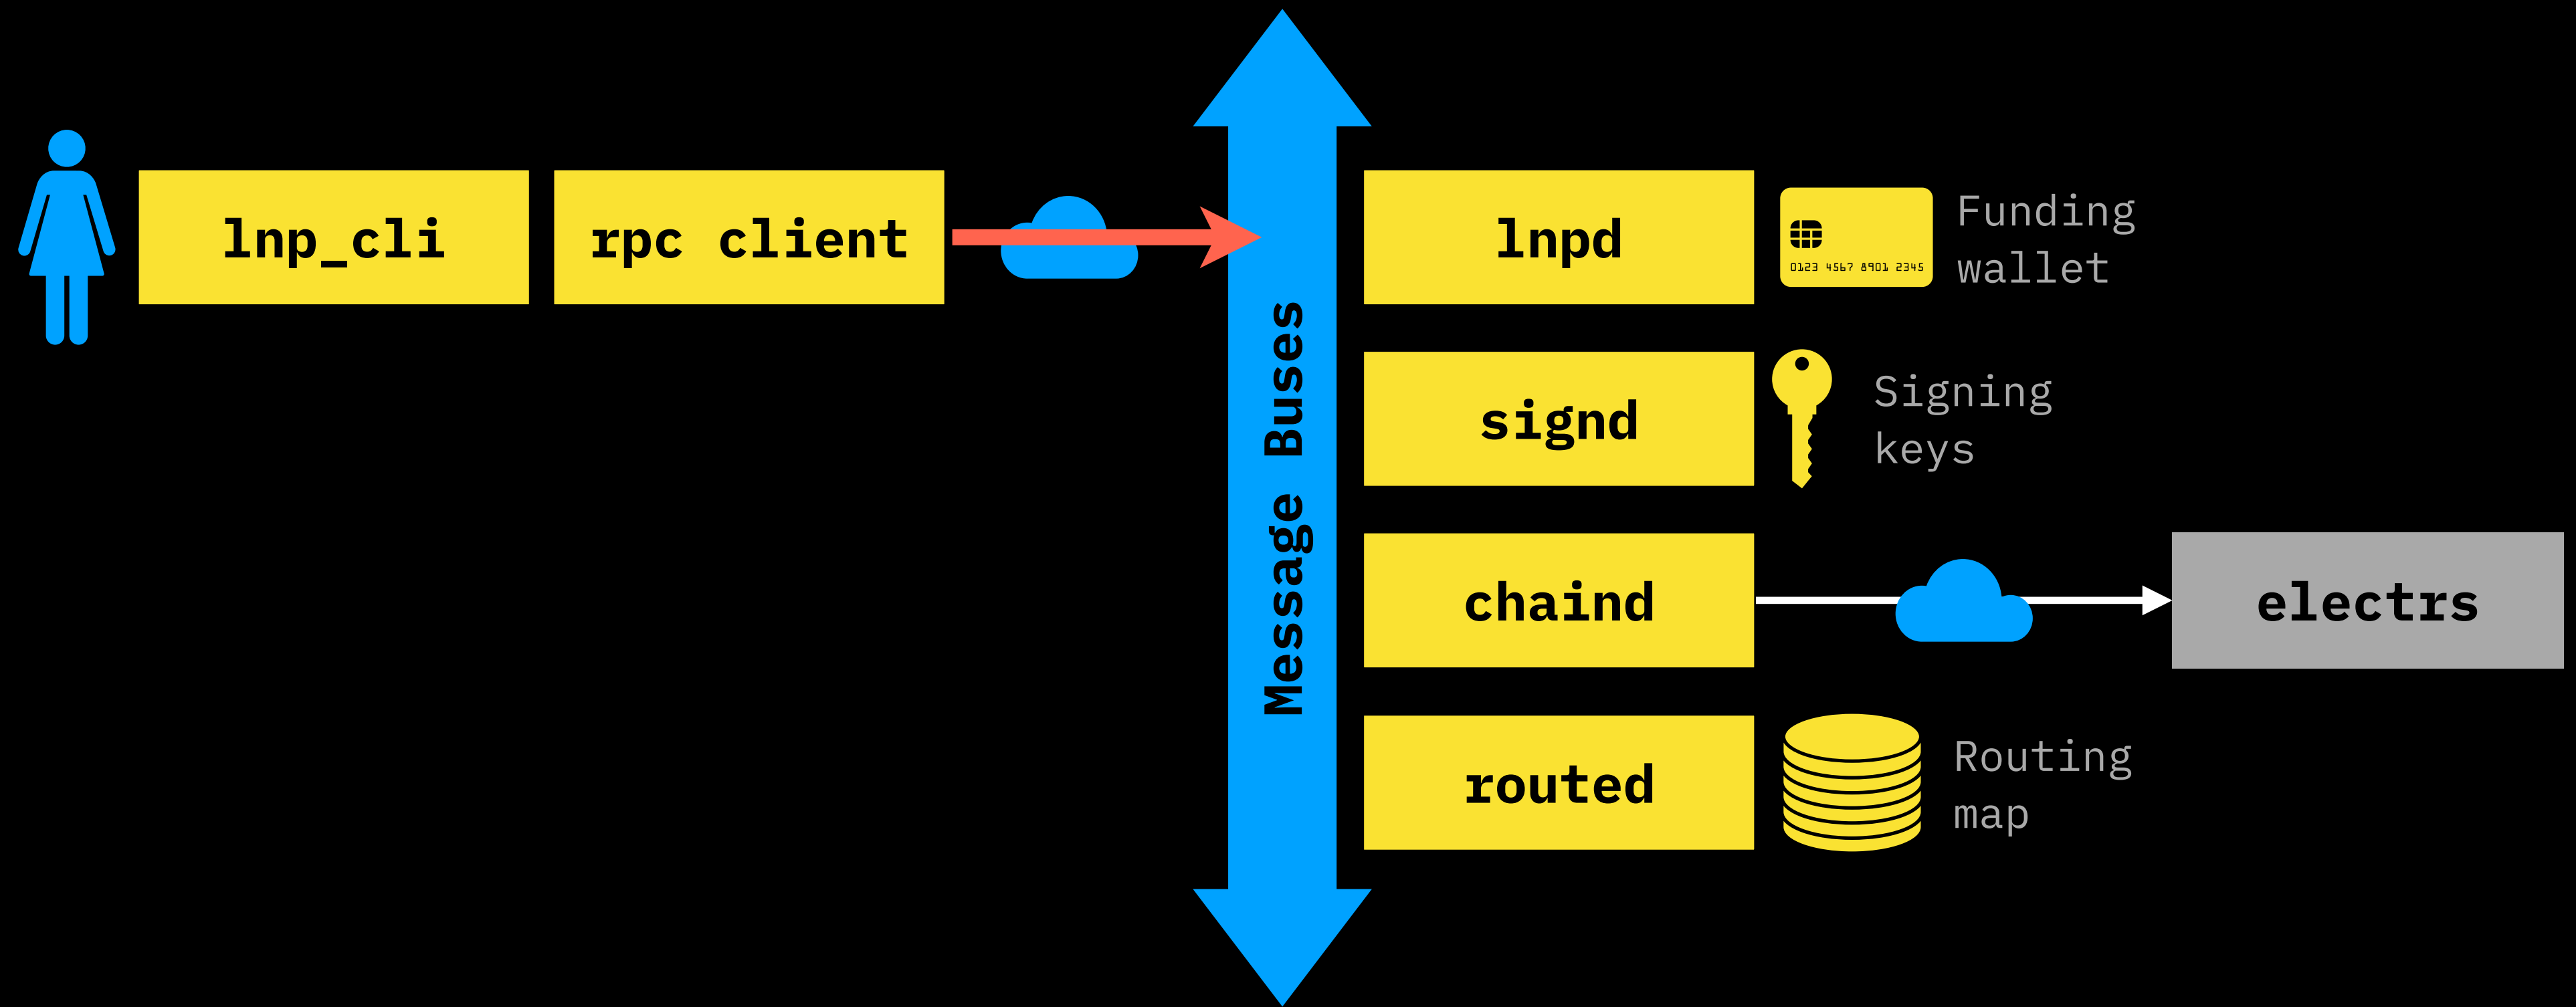 lnp_cli
rpc client
Message Buses
lnpd
0123 4567 8901 2345
Funding
wallet
signd
Signing
keys
chaind
electrs
routed
Routing
map